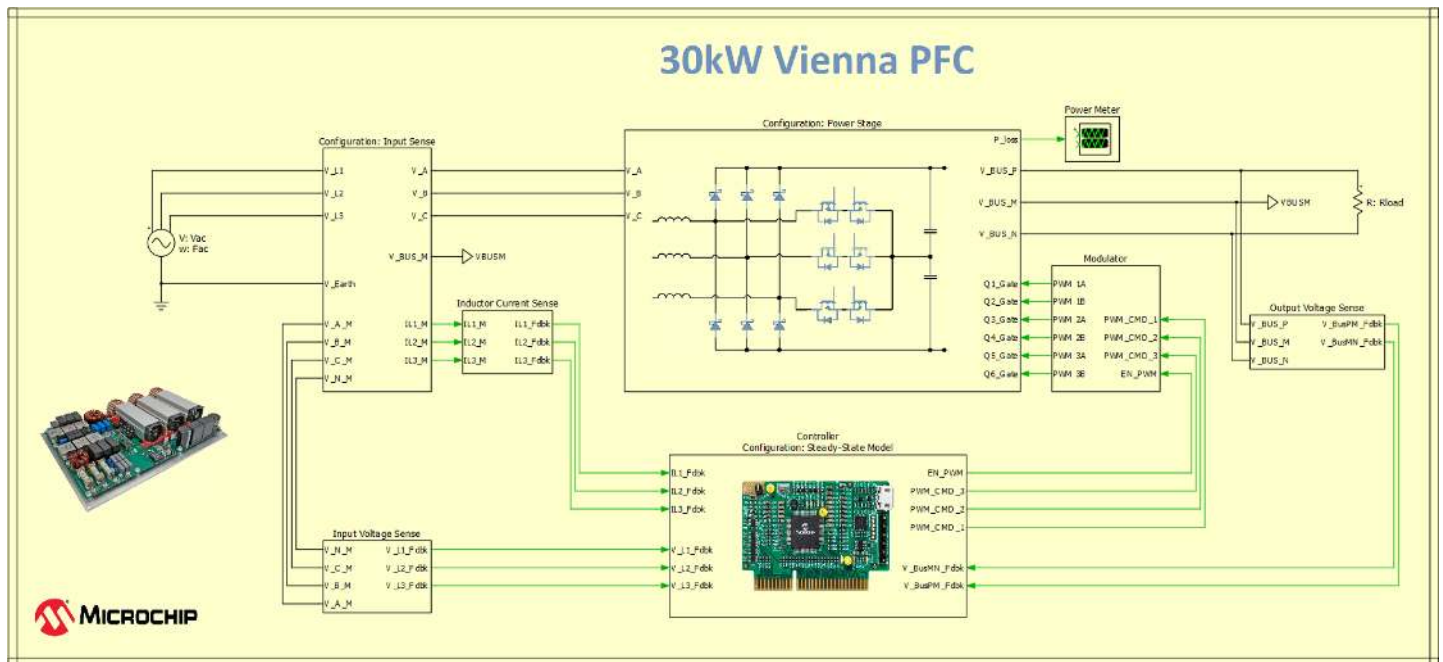 30kW Vienna PFC
Power Meter
Configuration: Power Stage
P_loss
Configuration: Input Sense
V_L1
V_L2
V_L3
V_Earth
V_A_M
V_B_M
V_C_M
V_N_M
V_A
V_B
V_C
V_BUS_M
VBUSM
IL1_M
IL2_M
IL3_M
V: Vac
w: Fac
Inductor Current Sense
IL1_M
IL2_M
IL3_M
IL1_Fdbk
IL2_Fdbk
IL3_Fdbk
V_A
V_B
V_C
V_BUS_P
V_BUS_M
V_BUS_N
VBUSM
R: Rload
Q1_Gate
Q2_Gate
Q3_Gate
Q4_Gate
Q5_Gate
Q6_Gate
Modulator
PWM 1A
PWM 1B
PWM 2A
PWM 2B
PWM 3A
PWM 3B
PWM_CMD_1
PWM_CMD_2
PWM_CMD_3
EN_PWM
Output Voltage Sense
V_BUS_P
V_BUS_M
V_BUS_N
V_BusPM_Fdbk
V_BusMN_Fdbk
Controller
Configuration: Steady-State Model
IL1_Fdbk
IL2_Fdbk
IL3_Fdbk
V_L1_Fdbk
V_L2_Fdbk
V_L3_Fdbk
EN_PWM
PWM_CMD_3
PWM_CMD_2
PWM_CMD_1
V_BusMN_Fdbk
V_BusPM_Fdbk
Input Voltage Sense
V_N_M
V_C_M
V_B_M
V_A_M
V_L1_Fdbk
V_L2_Fdbk
V_L3_Fdbk
MICROCHIP